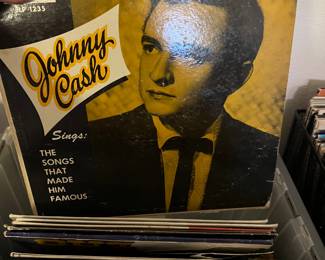 LP 1235
Johnny
Cash
Sings:
THE
SONGS
THAT
MADE
HIM
FAMOUS